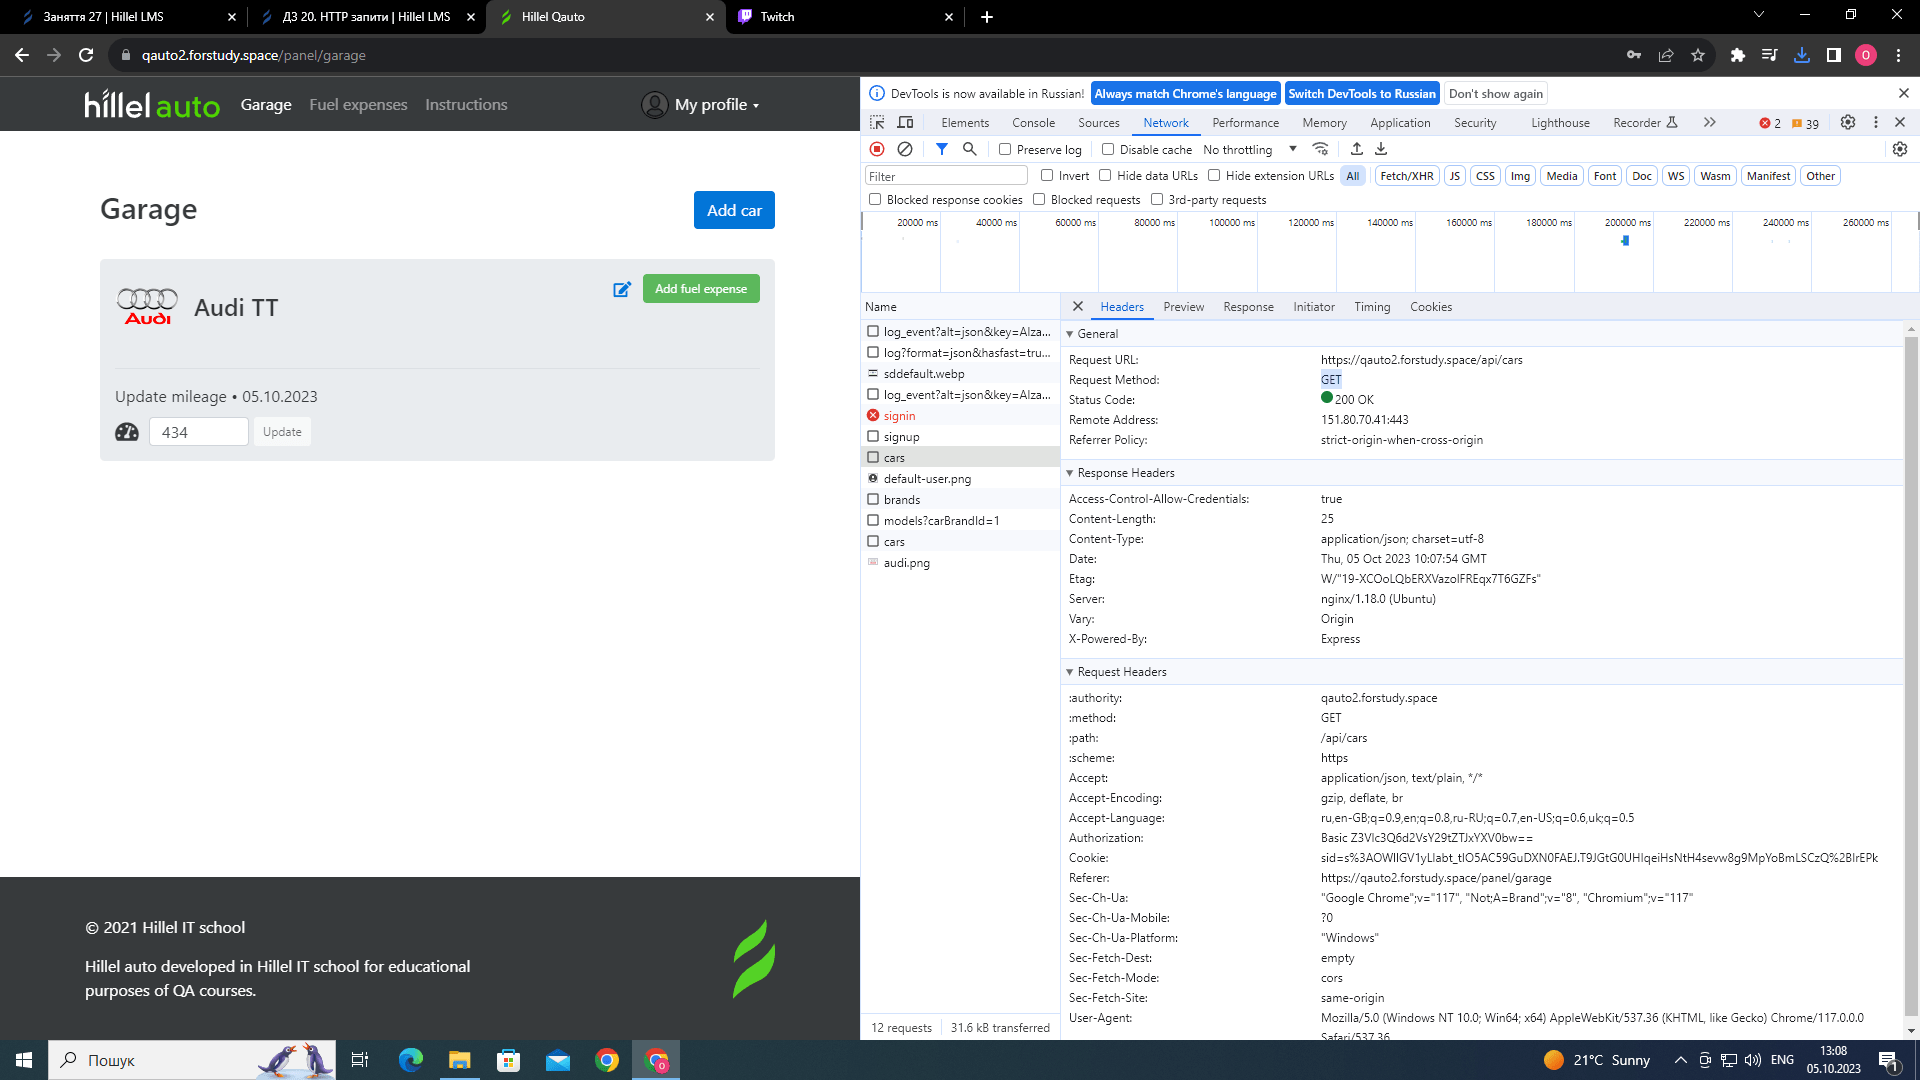 Заняття 27 | Hillel LMS
ДЗ 20. HTTP запити | Hillel LMS
Hillel Qauto
Twitch
qauto2.forstudy.space/panel/garage
O
hillel auto
Garage
Fuel expenses
Instructions
My profile
Garage
Add car
Audi
Audi TT
Add fuel expense
Update mileage • 05.10.2023
434
Update
© 2021 Hillel IT school
Hillel auto developed in Hillel IT school for educational
purposes of QA courses.
DevTools is now available in Russian!
Always match Chrome's language
Switch DevTools to Russian
Don't show again
Elements
Console
Sources
Network
Performance
Memory
Application
Security
Lighthouse
Recorder
2
39
Preserve log
Disable cache
No throttling
Filter
Invert
Hide data URLs
Hide extension URLs
All
Fetch/XHR
JS
CSS
Img
Media
Font
Doc
WS
Wasm
Manifest
Other
Blocked response cookies
Blocked requests
3rd-party requests
20000 ms
40000 ms
60000 ms
80000 ms
100000 ms
120000 ms
140000 ms
160000 ms
180000 ms
200000 ms
220000 ms
240000 ms
260000 ms
Name
log_event?alt=json&key=AIza...
log?format=json&hasfast=tru...
sddefault.webp
log_event?alt=json&key=AIza...
signin
signup
cars
default-user.png
brands
models?carBrandId=1
cars
audi.png
12 requests
31.6 kB transferred
Headers
Preview
Response
Initiator
Timing
Cookies
General
Request URL: https://qauto2.forstudy.space/api/cars
Request Method: GET
Status Code: 200 OK
Remote Address: 151.80.70.41:443
Referrer Policy: strict-origin-when-cross-origin
Response Headers
Access-Control-Allow-Credentials: true
Content-Length: 25
Content-Type: application/json; charset=utf-8
Date: Thu, 05 Oct 2023 10:07:54 GMT
Etag: W/"19-XCOoLQbERXVazolFREqx7T6GZFs"
Server: nginx/1.18.0 (Ubuntu)
Vary: Origin
X-Powered-By: Express
Request Headers
:authority: qauto2.forstudy.space
:method: GET
:path: /api/cars
:scheme: https
Accept: application/json, text/plain, */*
Accept-Encoding: gzip, deflate, br
Accept-Language: ru,en-GB;q=0.9,en;q=0.8,ru-RU;q=0.7,en-US;q=0.6,uk;q=0.5
Authorization: Basic Z3Vlc3Q6d2VsY29tZTJxYXV0bw==
Cookie: sid=s%3AOWIIGV1yLlabt_tIO5AC59GuDXN0FAEJ.T9JGtG0UHIqeiHsNtH4sevw8g9MpYoBmLSCzQ%2BIrEPk
Referer: https://qauto2.forstudy.space/panel/garage
Sec-Ch-Ua: "Google Chrome";v="117", "Not;A=Brand";v="8", "Chromium";v="117"
Sec-Ch-Ua-Mobile: ?0
Sec-Ch-Ua-Platform: "Windows"
Sec-Fetch-Dest: empty
Sec-Fetch-Mode: cors
Sec-Fetch-Site: same-origin
User-Agent: Mozilla/5.0 (Windows NT 10.0; Win64; x64) AppleWebKit/537.36 (KHTML, like Gecko) Chrome/117.0.0.0
Safari/537.36
Пошук
21°C Sunny
ENG
13:08
05.10.2023
1